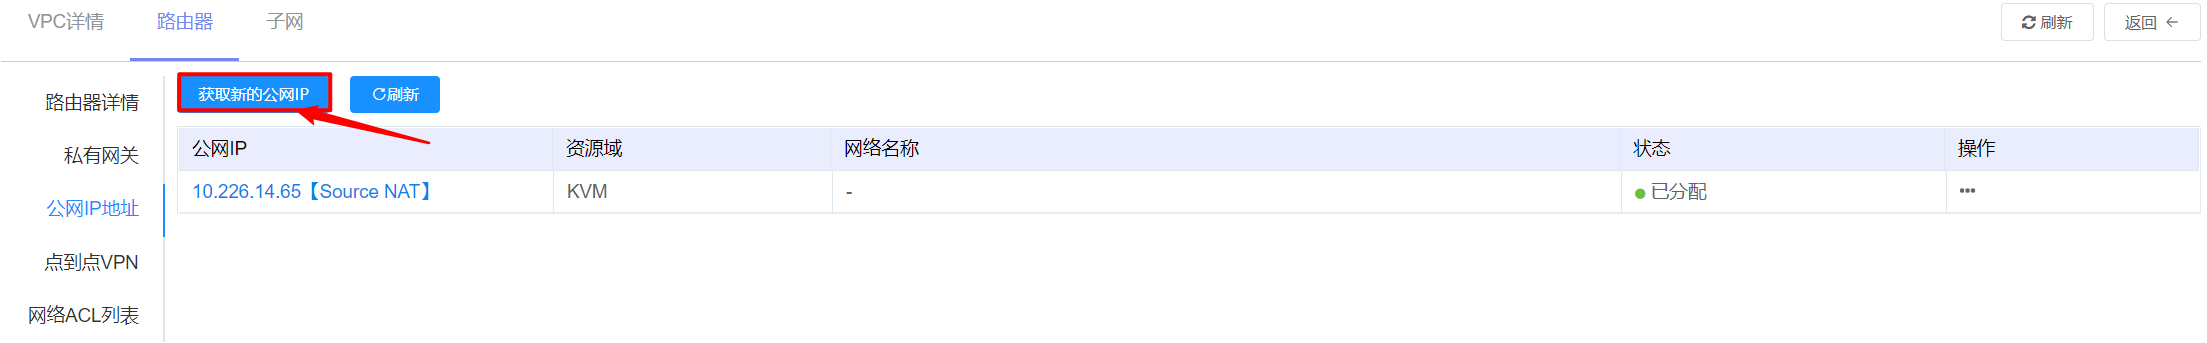 VPC详情 路由器 子网 刷新 返回 ←
路由器详情
私有网关
公网IP地址
点到点VPN
网络ACL列表
获取新的公网IP 刷新
公网IP 资源域 网络名称 状态 操作
10.226.14.65【Source NAT】 KVM - 已分配 •••